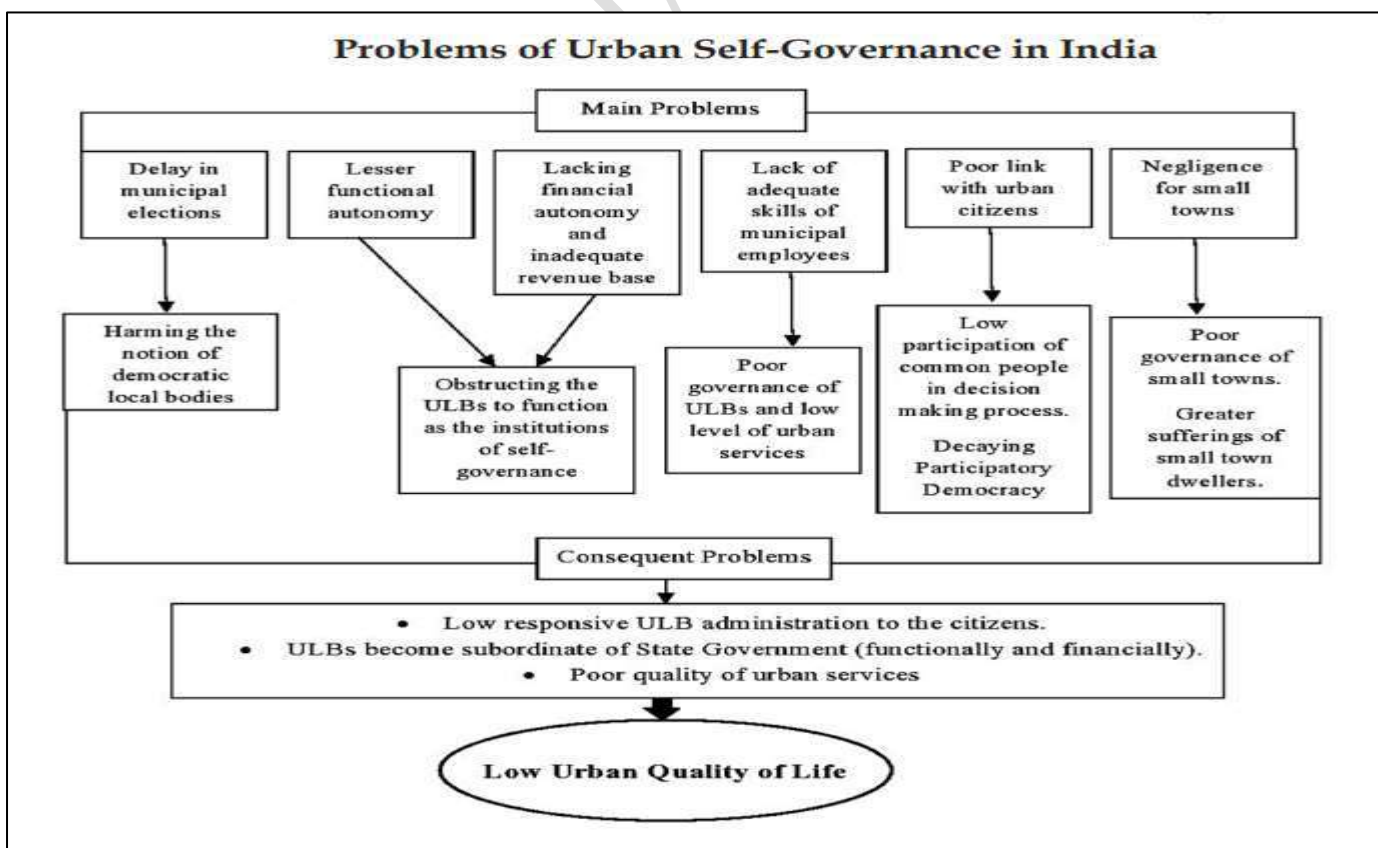 Problems of Urban Self-Governance in India
Main Problems
Delay in
municipal
elections
Lesser
functional
autonomy
Lacking
financial
autonomy
and
inadequate
revenue base
Lack of
adequate
skills of
municipal
employees
Poor link
with urban
citizens
Negligence
for small
towns
Harming the
notion of
democratic
local bodies
Obstructing the
ULBs to function
as the institutions
of self-
governance
Poor
governance of
ULBs and low
level of urban
services
Low
participation of
common people
in decision
making process.
Decaying
Participatory
Democracy
Poor
governance of
small towns.
Greater
sufferings of
small town
dwellers.
Consequent Problems
• Low responsive ULB administration to the citizens.
• ULBs become subordinate of State Government (functionally and financially).
• Poor quality of urban services
Low Urban Quality of Life